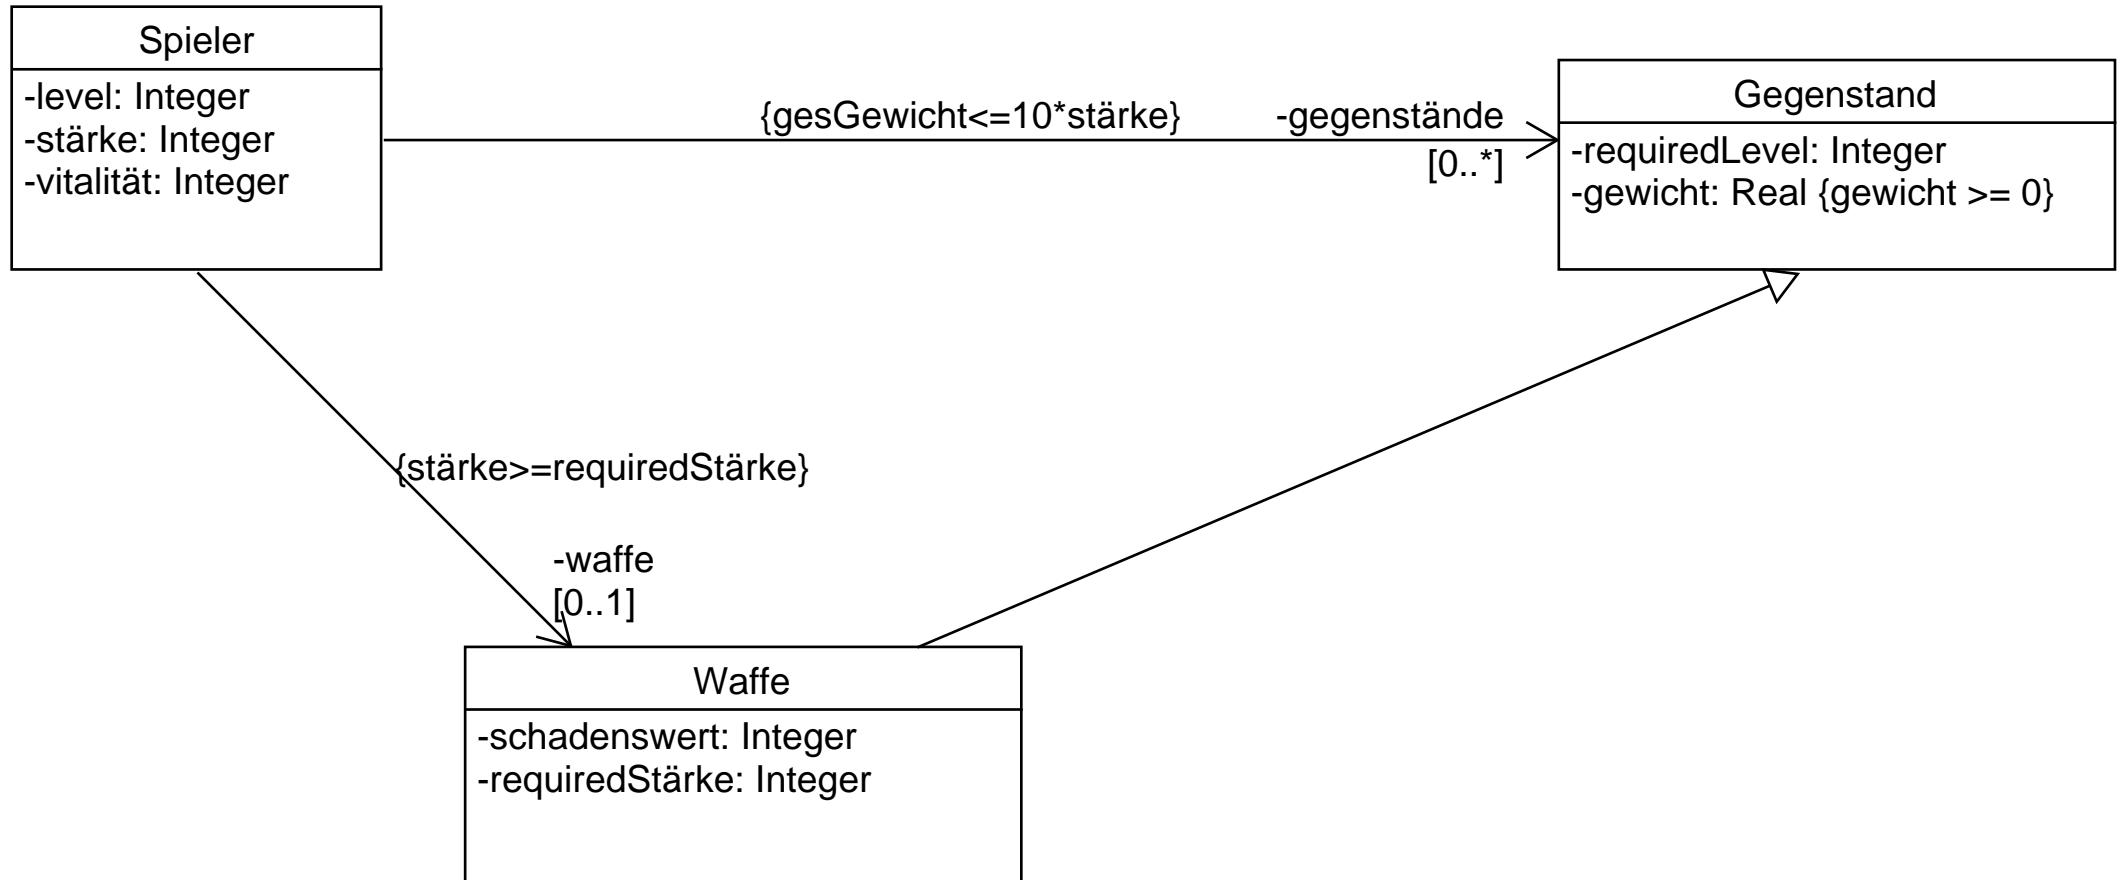 Spieler
-level: Integer
-stärke: Integer
-vitalität: Integer
{gesGewicht<=10*stärke}
-gegenstände
[0..*]
Gegenstand
-requiredLevel: Integer
-gewicht: Real {gewicht >= 0}
{stärke>=requiredStärke}
-waffe
[0..1]
Waffe
-schadenswert: Integer
-requiredStärke: Integer